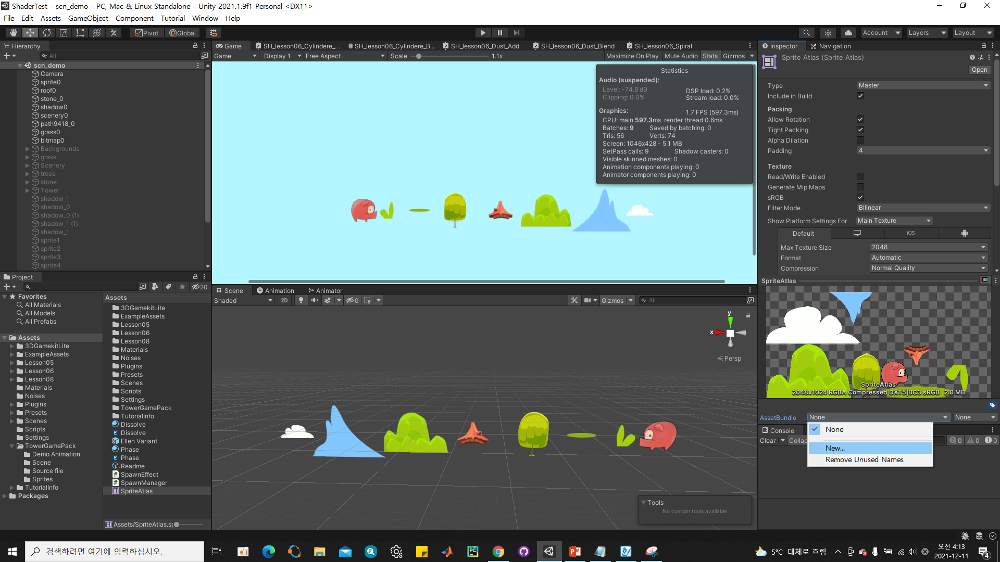 ShaderTest - scn_demo - PC, Mac & Linux Standalone - Unity 2021.1.9f1 Personal <DX11>
File Edit Assets GameObject Component Tutorial Window Help
Pivot Global Account Layers Layout
Hierarchy
All
scn_demo
Camera
sprite0
roof0
stone_0
shadow0
scenery0
path9418_0
grass0
bitmap0
Backgrounds
grass
Scenery
trees
stone
Tower
shadow_1
shadow_0
shadow_0 (1)
shadow_1 (1)
shadow_1
sprite1
sprite2
sprite3
sprite4
Game SH_lesson06_Cylindere_... SH_lesson06_Cylindere_B... SH_lesson06_Dust_Add SH_lesson06_Dust_Blend SH_lesson06_Spiral
Game Display 1 Free Aspect Scale 1.1x Maximize On Play Mute Audio Stats Gizmos
Statistics
Audio (suspended):
Level: -74.8 dB DSP load: 0.2%
Clipping: 0.0% Stream load: 0.0%
Graphics: 1.7 FPS (597.3ms)
CPU: main 597.3ms render thread 0.6ms
Batches: 9 Saved by batching: 0
Tris: 56 Verts: 74
Screen: 1046x428 - 5.1 MB
SetPass calls: 9 Shadow casters: 0
Visible skinned meshes: 0
Animation components playing: 0
Animator components playing: 0
Inspector Navigation
Sprite Atlas (Sprite Atlas)
Open
Type Master
Include in Build
Packing
Allow Rotation
Tight Packing
Alpha Dilation
Padding 4
Texture
Read/Write Enabled
Generate Mip Maps
sRGB
Filter Mode Bilinear
Show Platform Settings For Main Texture
Default iOS
Max Texture Size 2048
Format Automatic
Compression Normal Quality
SpriteAtlas
SpriteAtlas
2048x1024 RGBA Compressed DXT5|BC3 sRGB 2.0 MB
AssetBundle None None
None
New...
Remove Unused Names
Console
Clear Collap 0 0 0
Project
20
Favorites
All Materials
All Models
All Prefabs
Assets
3DGamekitLite
ExampleAssets
Lesson05
Lesson06
Lesson08
Materials
Noises
Plugins
Presets
Scenes
Scripts
Settings
TowerGamePack
Demo Animation
Scene
Source file
Sprites
TutorialInfo
Packages
Assets
3DGamekitLite
ExampleAssets
Lesson05
Lesson06
Lesson08
Materials
Noises
Plugins
Presets
Scenes
Scripts
Settings
TowerGamePack
TutorialInfo
Dissolve
Dissolve
Ellen Variant
Phase
Phase
Readme
SpawnEffect
SpawnManager
SpriteAtlas
Assets/SpriteAtlas.sp
Scene Animation Animator
Shaded 2D 0 Gizmos All
y
x
Persp
Tools
No custom tools available
검색하려면 여기에 입력하십시오.
5°C 대체로 흐림
오전 4:13
2021-12-11
4